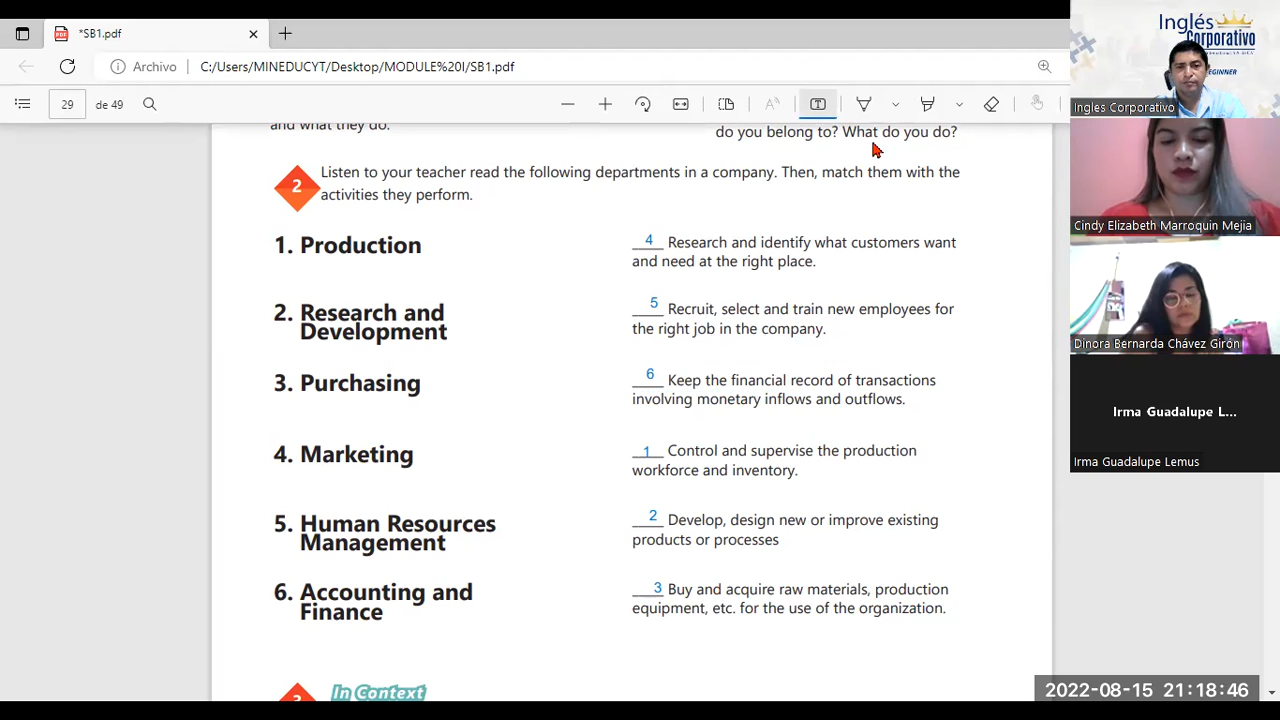 *SB1.pdf
Archivo
C:/Users/MINEDUCYT/Desktop/MODULE%20I/SB1.pdf
29
de 49
and what they do.
do you belong to? What do you do?
2
Listen to your teacher read the following departments in a company. Then, match them with the
activities they perform.
1. Production
4 Research and identify what customers want
and need at the right place.
2. Research and
Development
5 Recruit, select and train new employees for
the right job in the company.
3. Purchasing
6 Keep the financial record of transactions
involving monetary inflows and outflows.
4. Marketing
1 Control and supervise the production
workforce and inventory.
5. Human Resources
Management
2 Develop, design new or improve existing
products or processes
6. Accounting and
Finance
3 Buy and acquire raw materials, production
equipment, etc. for the use of the organization.
3
In Context
Inglés
Corporativo
Ingles Corporativo
Cindy Elizabeth Marroquin Mejia
Dinora Bernarda Chávez Girón
Irma Guadalupe L...
Irma Guadalupe Lemus
2022-08-15 21:18:46